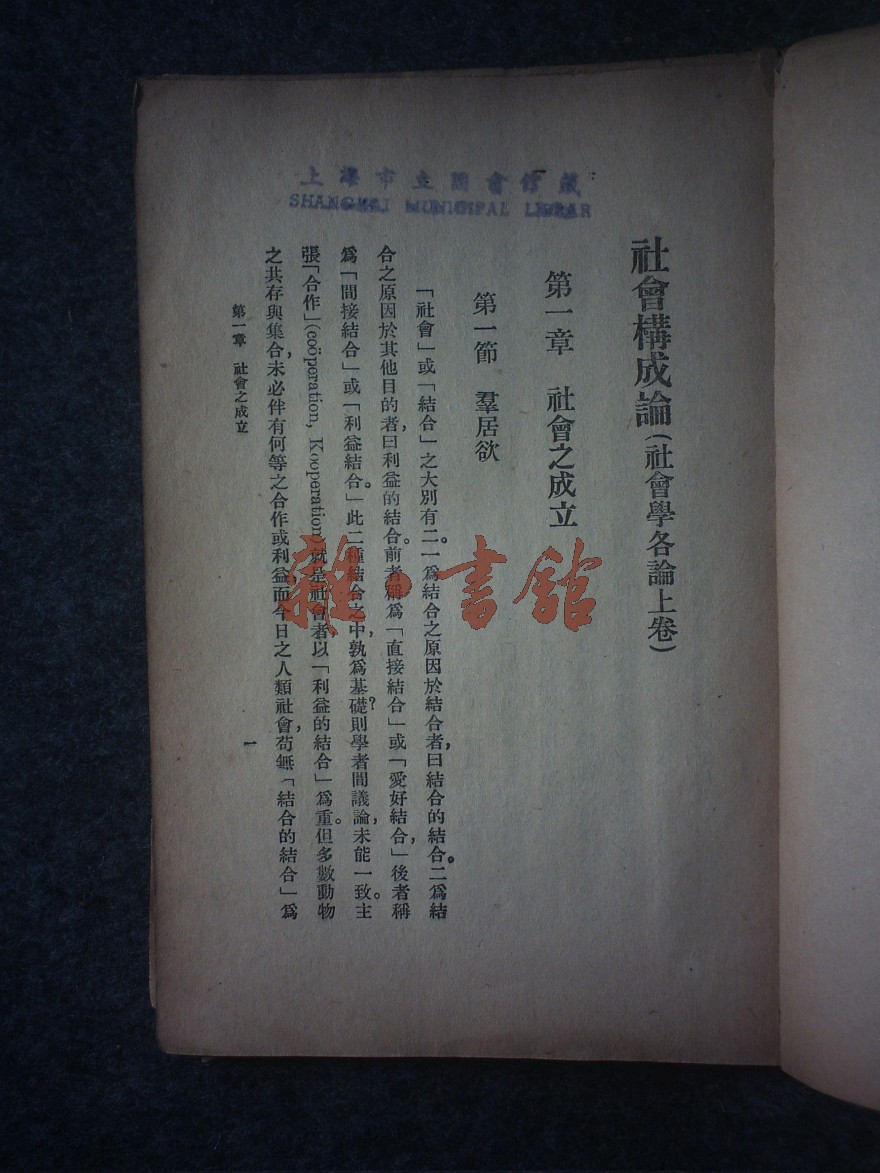 上海市立圖書館藏
SHANGHAI MUNICIPAL LIBRAR
社會構成論(社會學各論上卷)
第一章 社會之成立
第一節 羣居欲
「社會」或「結合」之大別有二。一爲結合之原因於結合者,曰結合的結合。二爲結
合之原因於其他目的者,曰利益的結合。前者稱爲「直接結合」或「愛好結合,」後者稱
爲「間接結合」或「利益結合。」此二種結合之中,孰爲基礎?則學者間議論,未能一致。主
張「合作」(coöperation, Kooperation)就是社會者以「利益的結合」爲重。但多數動物
之共存與集合,未必伴有何等之合作或利益而今日之人類社會,苟無「結合的結合」爲
第一章 社會之成立
一
雜·書館